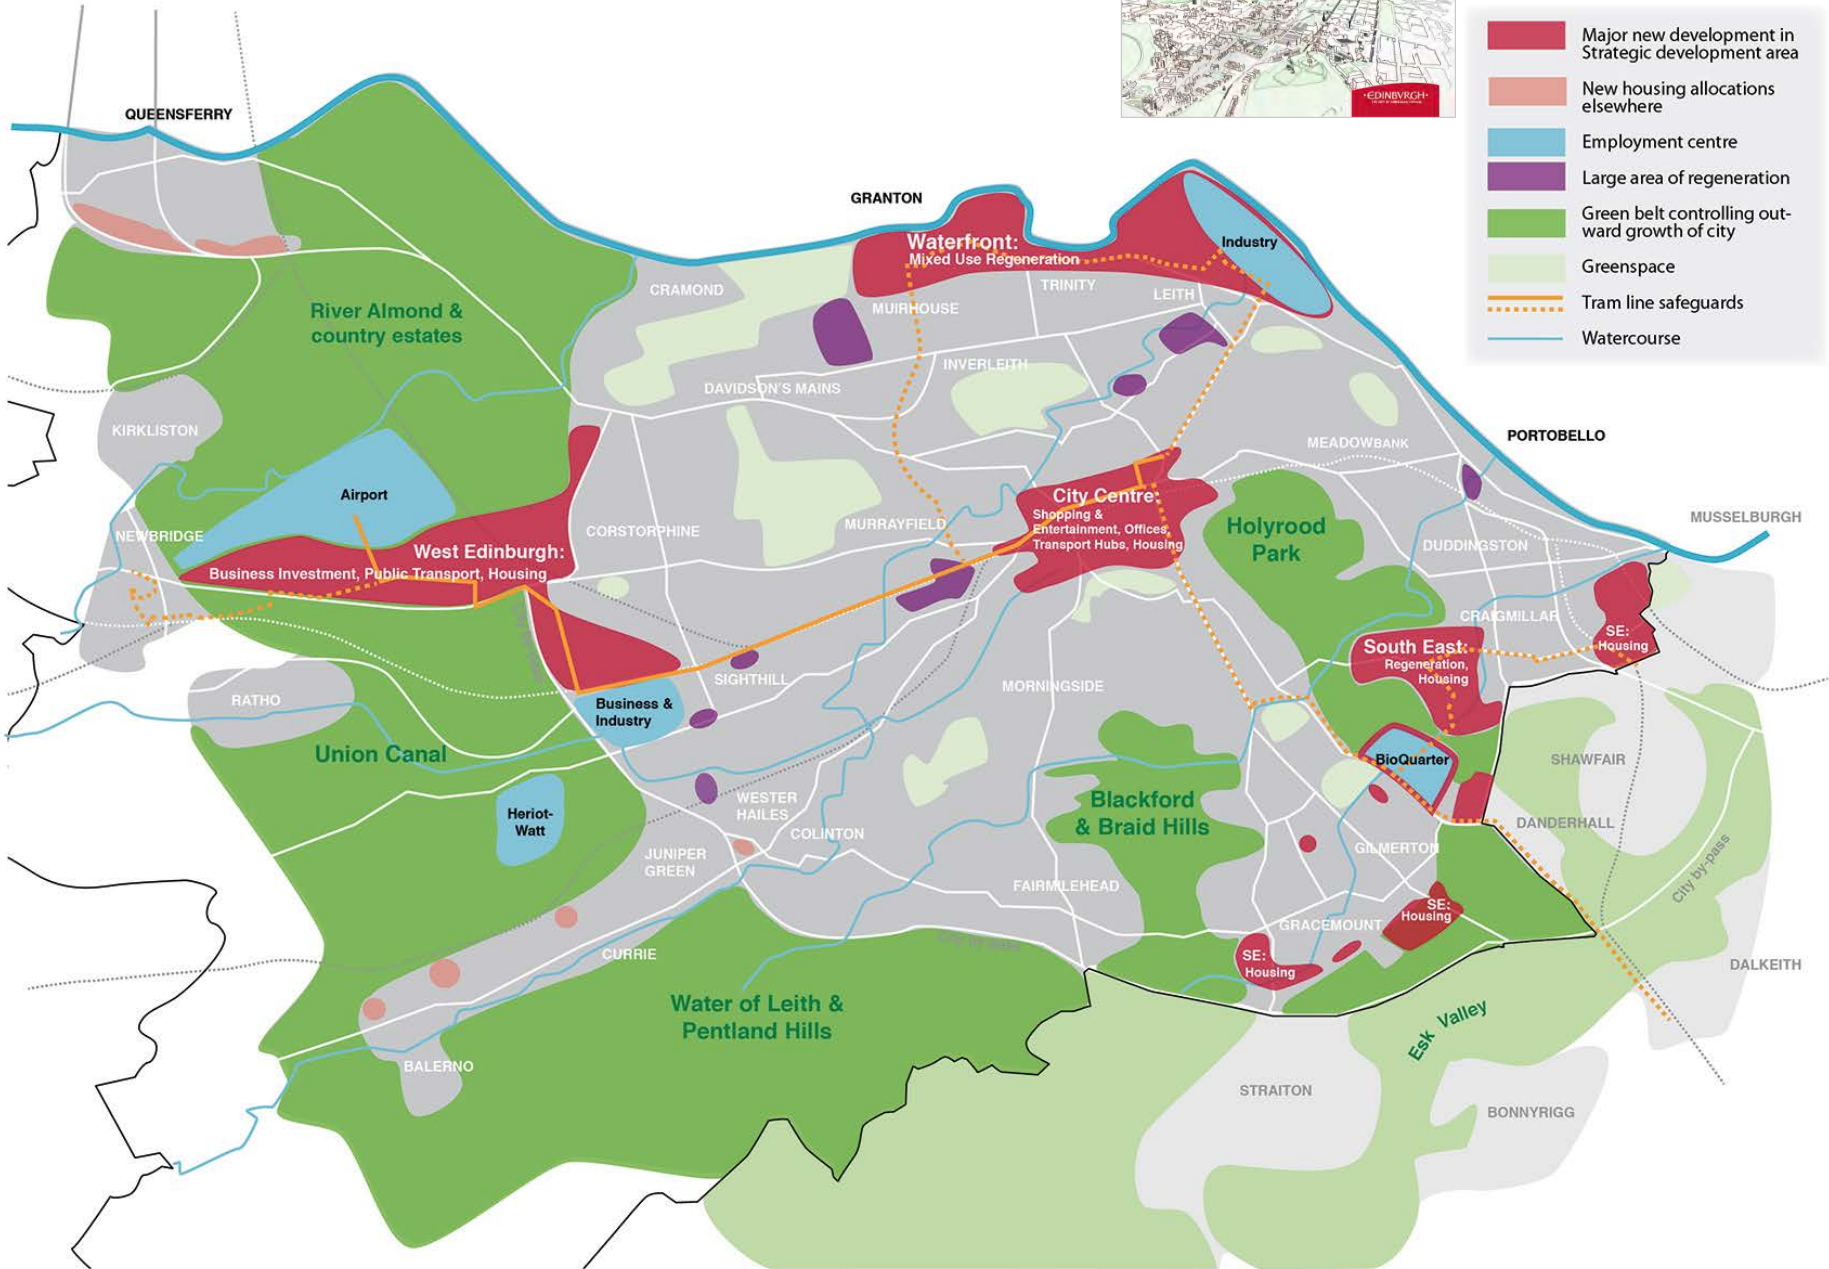 ·EDINBVRGH·
Major new development in
Strategic development area
New housing allocations
elsewhere
Employment centre
Large area of regeneration
Green belt controlling out-
ward growth of city
Greenspace
Tram line safeguards
Watercourse
QUEENSFERRY
GRANTON
Waterfront:
Mixed Use Regeneration
Industry
CRAMOND
TRINITY
LEITH
MUIRHOUSE
River Almond &
country estates
INVERLEITH
DAVIDSON'S MAINS
KIRKLISTON
PORTOBELLO
MEADOWBANK
Airport
City Centre:
Shopping &
Entertainment, Offices,
Transport Hubs, Housing
MUSSELBURGH
MURRAYFIELD
CORSTORPHINE
NEWBRIDGE
Holyrood
Park
DUDDINGSTON
West Edinburgh:
Business Investment, Public Transport, Housing
CRAIGMILLAR
SE:
Housing
South East:
Regeneration,
Housing
SIGHTHILL
MORNINGSIDE
RATHO
Business &
Industry
Union Canal
BioQuarter
SHAWFAIR
Heriot-
Watt
WESTER
HAILES
Blackford
& Braid Hills
COLINTON
DANDERHALL
JUNIPER
GREEN
GILMERTON
City by-pass
FAIRMILEHEAD
SE:
Housing
GRACEMOUNT
City by-pass
CURRIE
SE:
Housing
DALKEITH
Water of Leith &
Pentland Hills
Esk Valley
BALERNO
STRAITON
BONNYRIGG